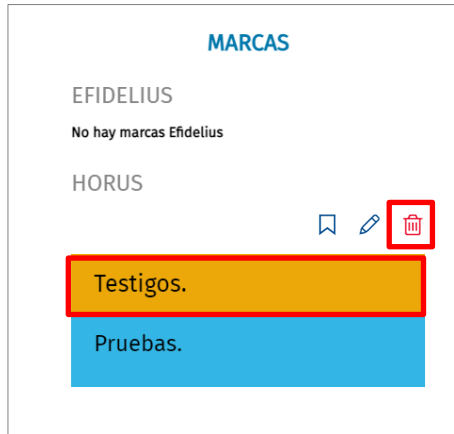 MARCAS
EFIDELIUS
No hay marcas Efidelius
HORUS
Testigos.
Pruebas.